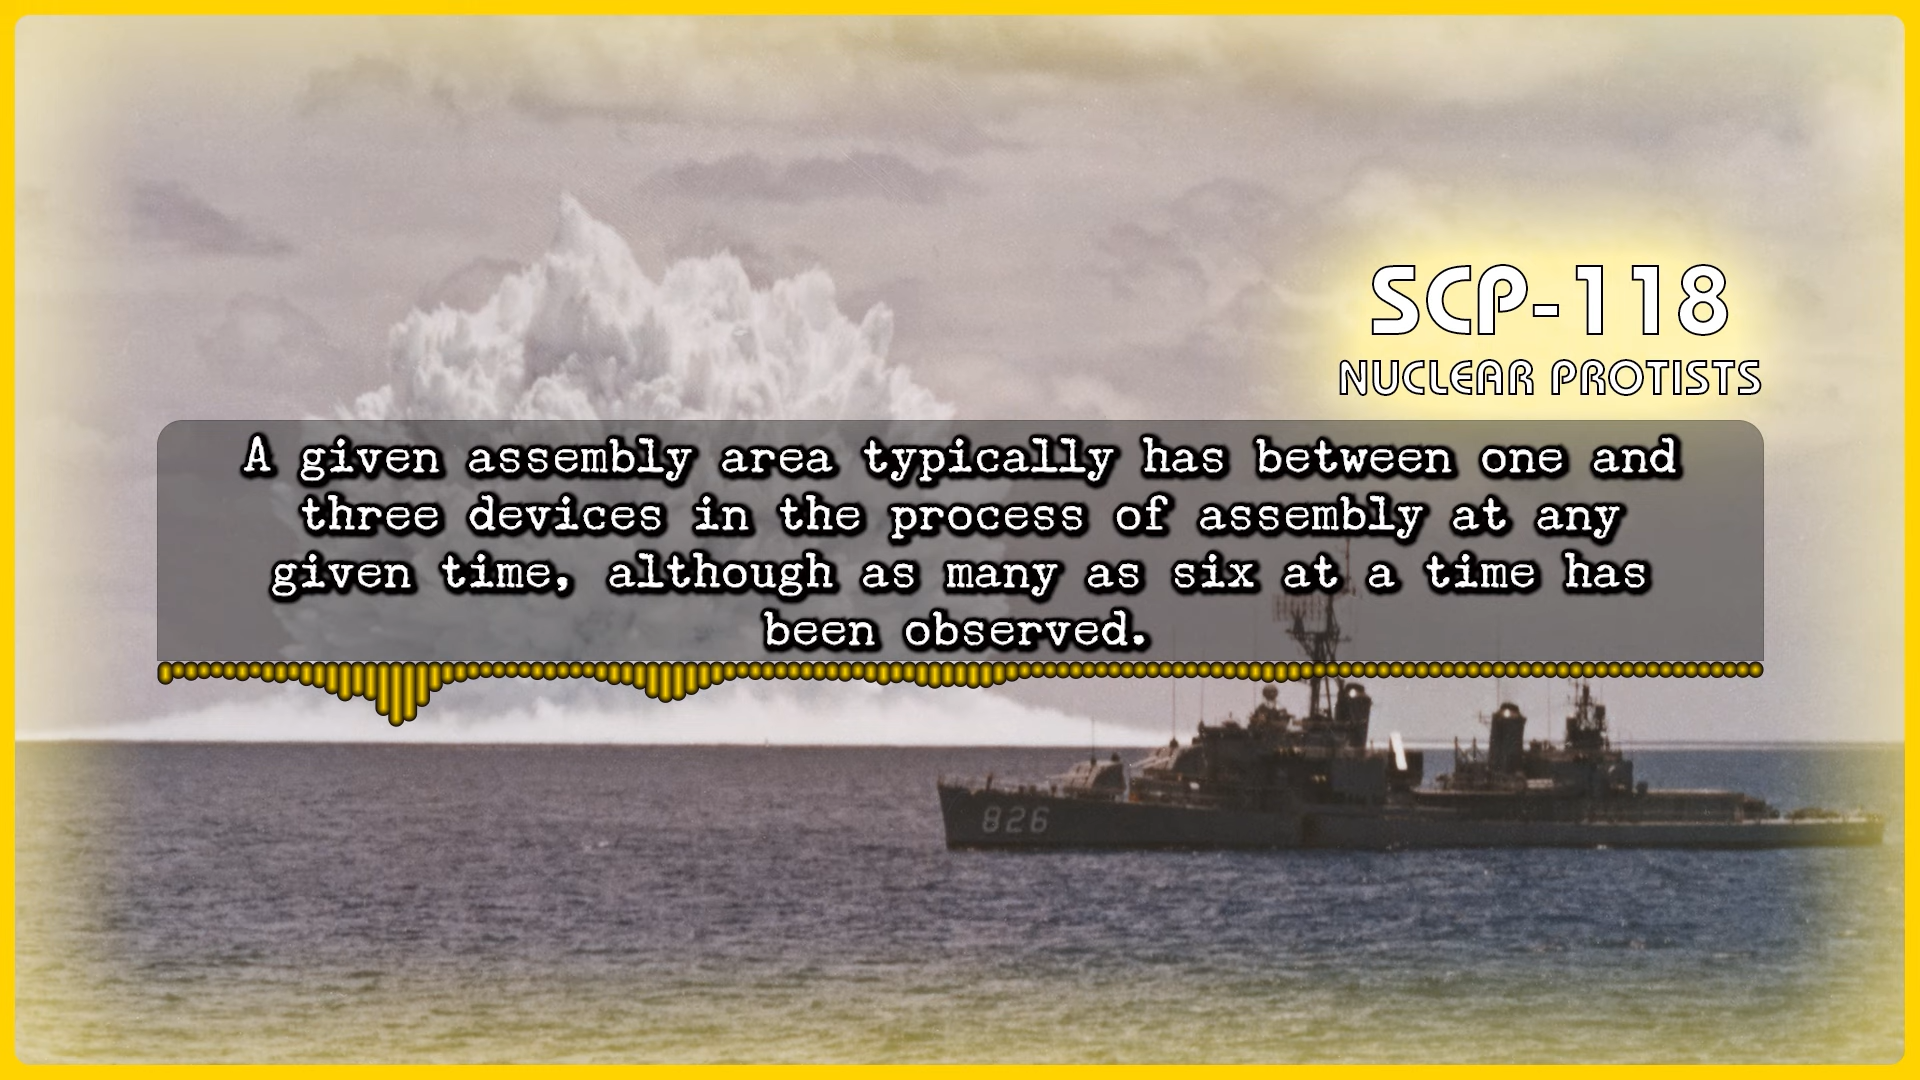 SCP-118
NUCLEAR PROTISTS
A given assembly area typically has between one and
three devices in the process of assembly at any
given time, although as many as six at a time has
been observed.
826